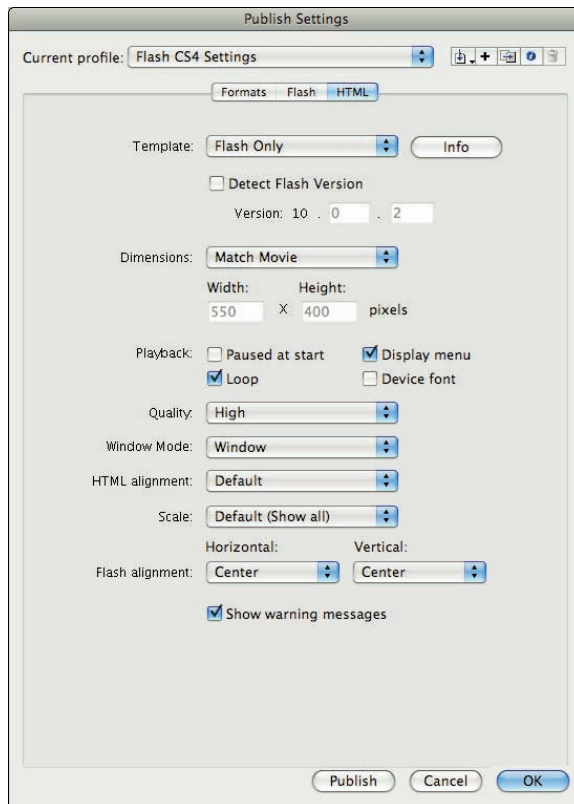 Publish Settings
Current profile: Flash CS4 Settings
Formats Flash HTML
Template: Flash Only Info
Detect Flash Version
Version: 10 . 0 . 2
Dimensions: Match Movie
Width: Height:
550 X 400 pixels
Playback: Paused at start Display menu
Loop Device font
Quality: High
Window Mode: Window
HTML alignment: Default
Scale: Default (Show all)
Horizontal: Vertical:
Flash alignment: Center Center
Show warning messages
Publish Cancel OK